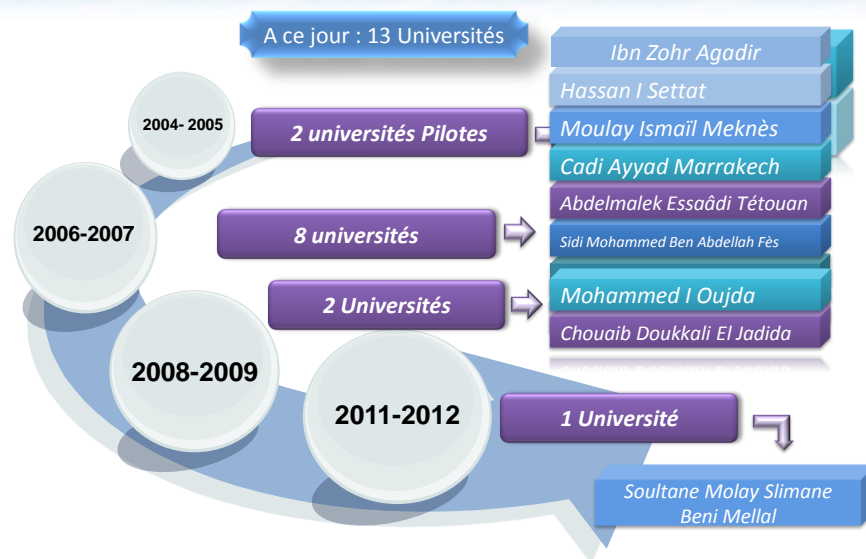 A ce jour : 13 Universités
Ibn Zohr Agadir
Hassan I Settat
2004- 2005
2 universités Pilotes
Moulay Ismaïl Meknès
Cadi Ayyad Marrakech
Abdelmalek Essaâdi Tétouan
2006-2007
8 universités
Sidi Mohammed Ben Abdellah Fès
2 Universités
Mohammed I Oujda
Chouaib Doukkali El Jadida
2008-2009
2011-2012
1 Université
Soultane Molay Slimane
Beni Mellal